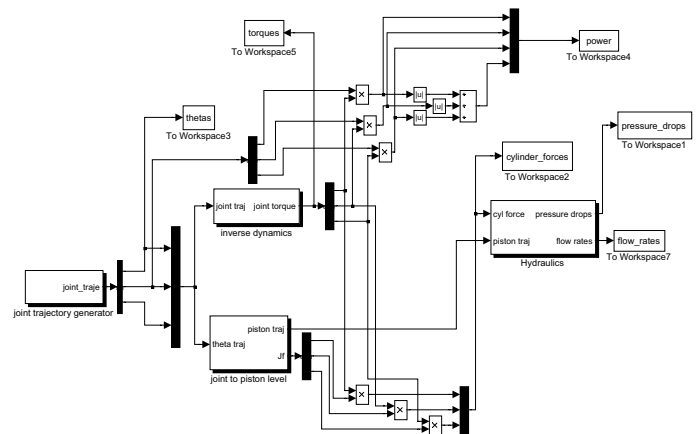 torques
To Workspace5
power
To Workspace4
|u|
|u|
|u|
+
+
+
×
×
×
thetas
To Workspace3
pressure_drops
To Workspace1
cylinder_forces
To Workspace2
joint traj
joint torque
inverse dynamics
cyl force
pressure drops
piston traj
flow rates
Hydraulics
flow_rates
To Workspace7
joint_traje
joint trajectory generator
piston traj
theta traj
Jf
joint to piston level
×
×
×